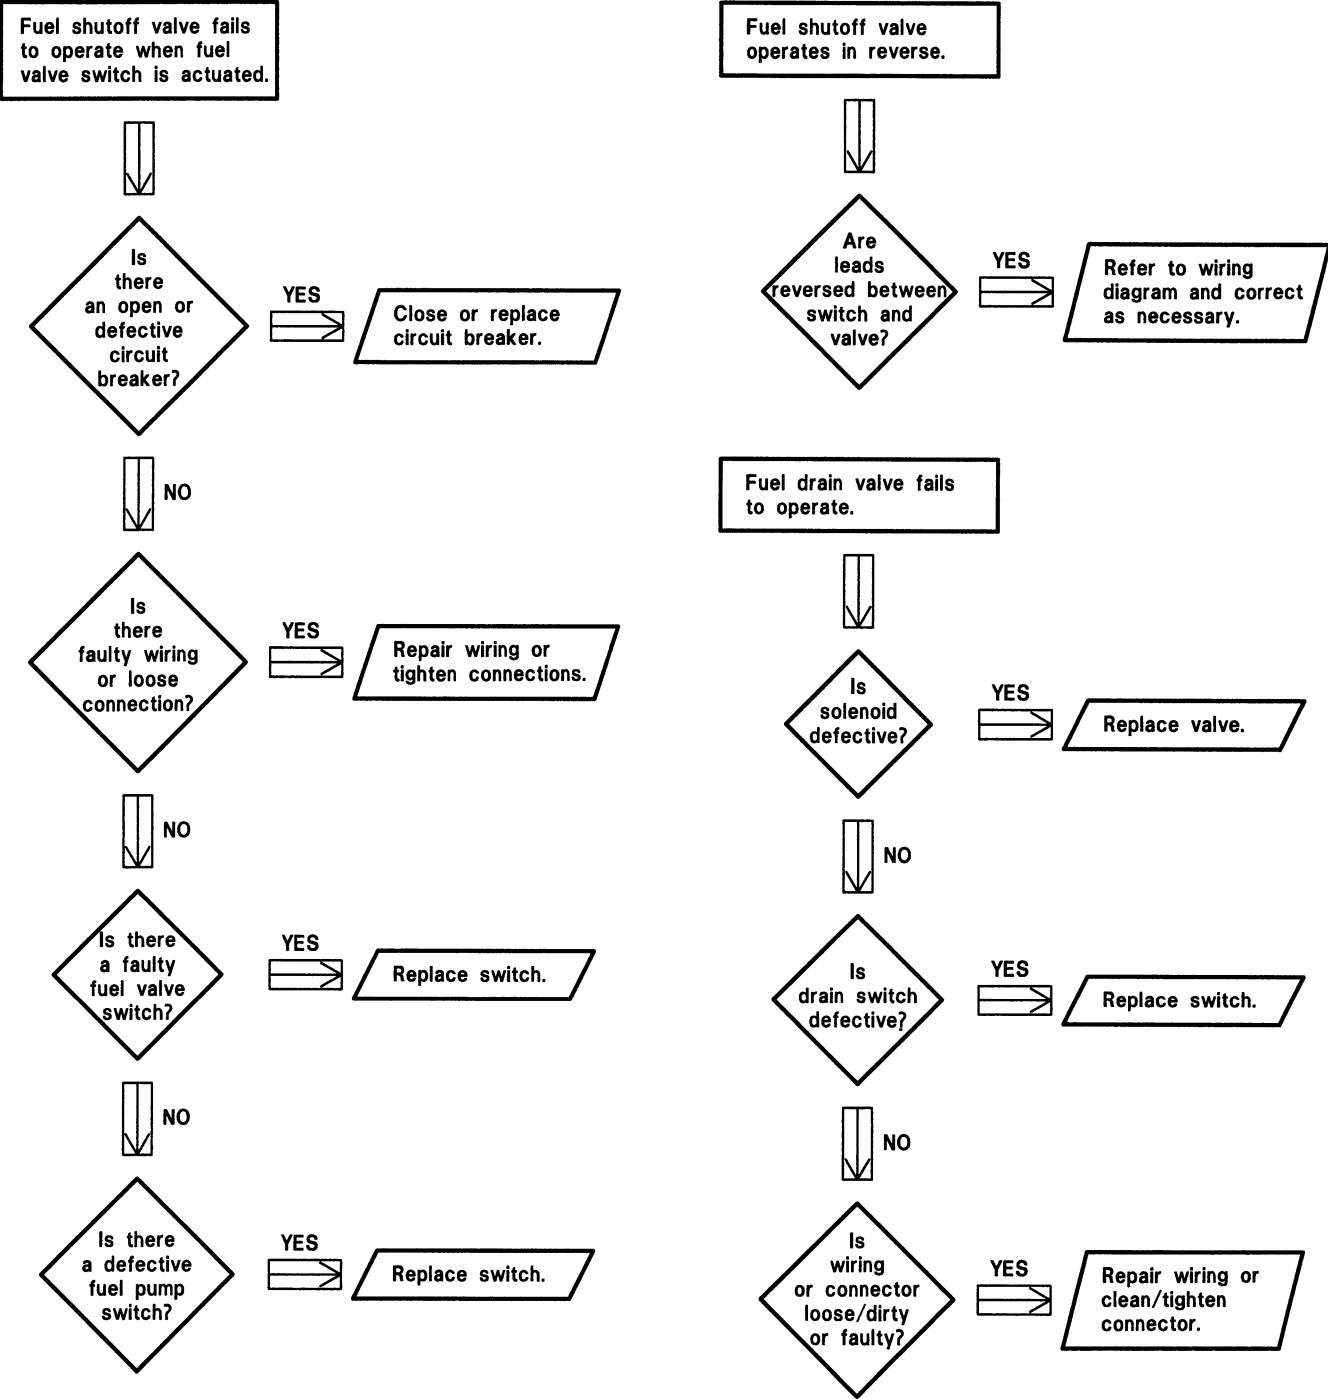 Fuel shutoff valve fails
to operate when fuel
valve switch is actuated.
Is
there
an open or
defective
circuit
breaker?
YES
Close or replace
circuit breaker.
NO
Is
there
faulty wiring
or loose
connection?
YES
Repair wiring or
tighten connections.
NO
Is there
a faulty
fuel valve
switch?
YES
Replace switch.
NO
Is there
a defective
fuel pump
switch?
YES
Replace switch.
Fuel shutoff valve
operates in reverse.
Are
leads
reversed between
switch and
valve?
YES
Refer to wiring
diagram and correct
as necessary.
Fuel drain valve fails
to operate.
Is
solenoid
defective?
YES
Replace valve.
NO
Is
drain switch
defective?
YES
Replace switch.
NO
Is
wiring
or connector
loose/dirty
or faulty?
YES
Repair wiring or
clean/tighten
connector.